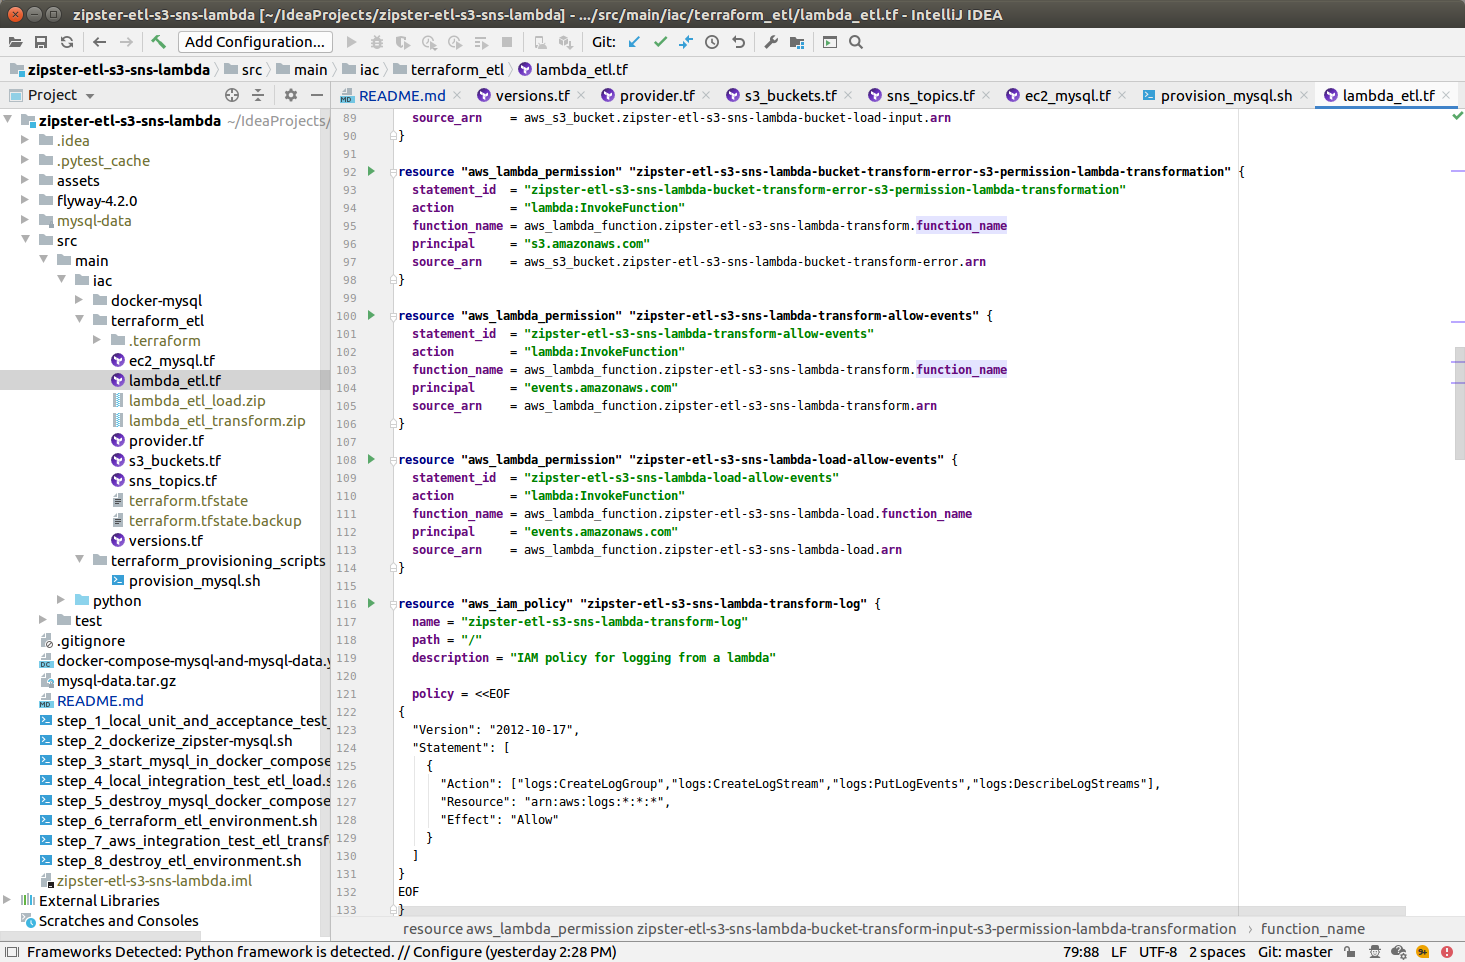 zipster-etl-s3-sns-lambda [~/IdeaProjects/zipster-etl-s3-sns-lambda] - .../src/main/iac/terraform_etl/lambda_etl.tf - IntelliJ IDEA
Add Configuration... Git:
zipster-etl-s3-sns-lambda src main iac terraform_etl lambda_etl.tf
Project
README.md versions.tf provider.tf s3_buckets.tf sns_topics.tf ec2_mysql.tf provision_mysql.sh lambda_etl.tf
zipster-etl-s3-sns-lambda ~/IdeaProjects/
.idea
.pytest_cache
assets
flyway-4.2.0
mysql-data
src
main
iac
docker-mysql
terraform_etl
.terraform
ec2_mysql.tf
lambda_etl.tf
lambda_etl_load.zip
lambda_etl_transform.zip
provider.tf
s3_buckets.tf
sns_topics.tf
terraform.tfstate
terraform.tfstate.backup
versions.tf
terraform_provisioning_scripts
provision_mysql.sh
python
test
.gitignore
docker-compose-mysql-and-mysql-data.y
mysql-data.tar.gz
README.md
step_1_local_unit_and_acceptance_test_
step_2_dockerize_zipster-mysql.sh
step_3_start_mysql_in_docker_compose
step_4_local_integration_test_etl_load.s
step_5_destroy_mysql_docker_compose
step_6_terraform_etl_environment.sh
step_7_aws_integration_test_etl_transf
step_8_destroy_etl_environment.sh
zipster-etl-s3-sns-lambda.iml
External Libraries
Scratches and Consoles
89 source_arn = aws_s3_bucket.zipster-etl-s3-sns-lambda-bucket-load-input.arn
90 }
91
92 resource "aws_lambda_permission" "zipster-etl-s3-sns-lambda-bucket-transform-error-s3-permission-lambda-transformation" {
93 statement_id = "zipster-etl-s3-sns-lambda-bucket-transform-error-s3-permission-lambda-transformation"
94 action = "lambda:InvokeFunction"
95 function_name = aws_lambda_function.zipster-etl-s3-sns-lambda-transform.function_name
96 principal = "s3.amazonaws.com"
97 source_arn = aws_s3_bucket.zipster-etl-s3-sns-lambda-bucket-transform-error.arn
98 }
99
100 resource "aws_lambda_permission" "zipster-etl-s3-sns-lambda-transform-allow-events" {
101 statement_id = "zipster-etl-s3-sns-lambda-transform-allow-events"
102 action = "lambda:InvokeFunction"
103 function_name = aws_lambda_function.zipster-etl-s3-sns-lambda-transform.function_name
104 principal = "events.amazonaws.com"
105 source_arn = aws_lambda_function.zipster-etl-s3-sns-lambda-transform.arn
106 }
107
108 resource "aws_lambda_permission" "zipster-etl-s3-sns-lambda-load-allow-events" {
109 statement_id = "zipster-etl-s3-sns-lambda-load-allow-events"
110 action = "lambda:InvokeFunction"
111 function_name = aws_lambda_function.zipster-etl-s3-sns-lambda-load.function_name
112 principal = "events.amazonaws.com"
113 source_arn = aws_lambda_function.zipster-etl-s3-sns-lambda-load.arn
114 }
115
116 resource "aws_iam_policy" "zipster-etl-s3-sns-lambda-transform-log" {
117 name = "zipster-etl-s3-sns-lambda-transform-log"
118 path = "/"
119 description = "IAM policy for logging from a lambda"
120
121 policy = <<EOF
122 {
123 "Version": "2012-10-17",
124 "Statement": [
125 {
126 "Action": ["logs:CreateLogGroup","logs:CreateLogStream","logs:PutLogEvents","logs:DescribeLogStreams"],
127 "Resource": "arn:aws:logs:*:*:*",
128 "Effect": "Allow"
129 }
130 ]
131 }
132 EOF
133 }
resource aws_lambda_permission zipster-etl-s3-sns-lambda-bucket-transform-input-s3-permission-lambda-transformation function_name
Frameworks Detected: Python framework is detected. // Configure (yesterday 2:28 PM) 79:88 LF UTF-8 2 spaces Git: master 9+